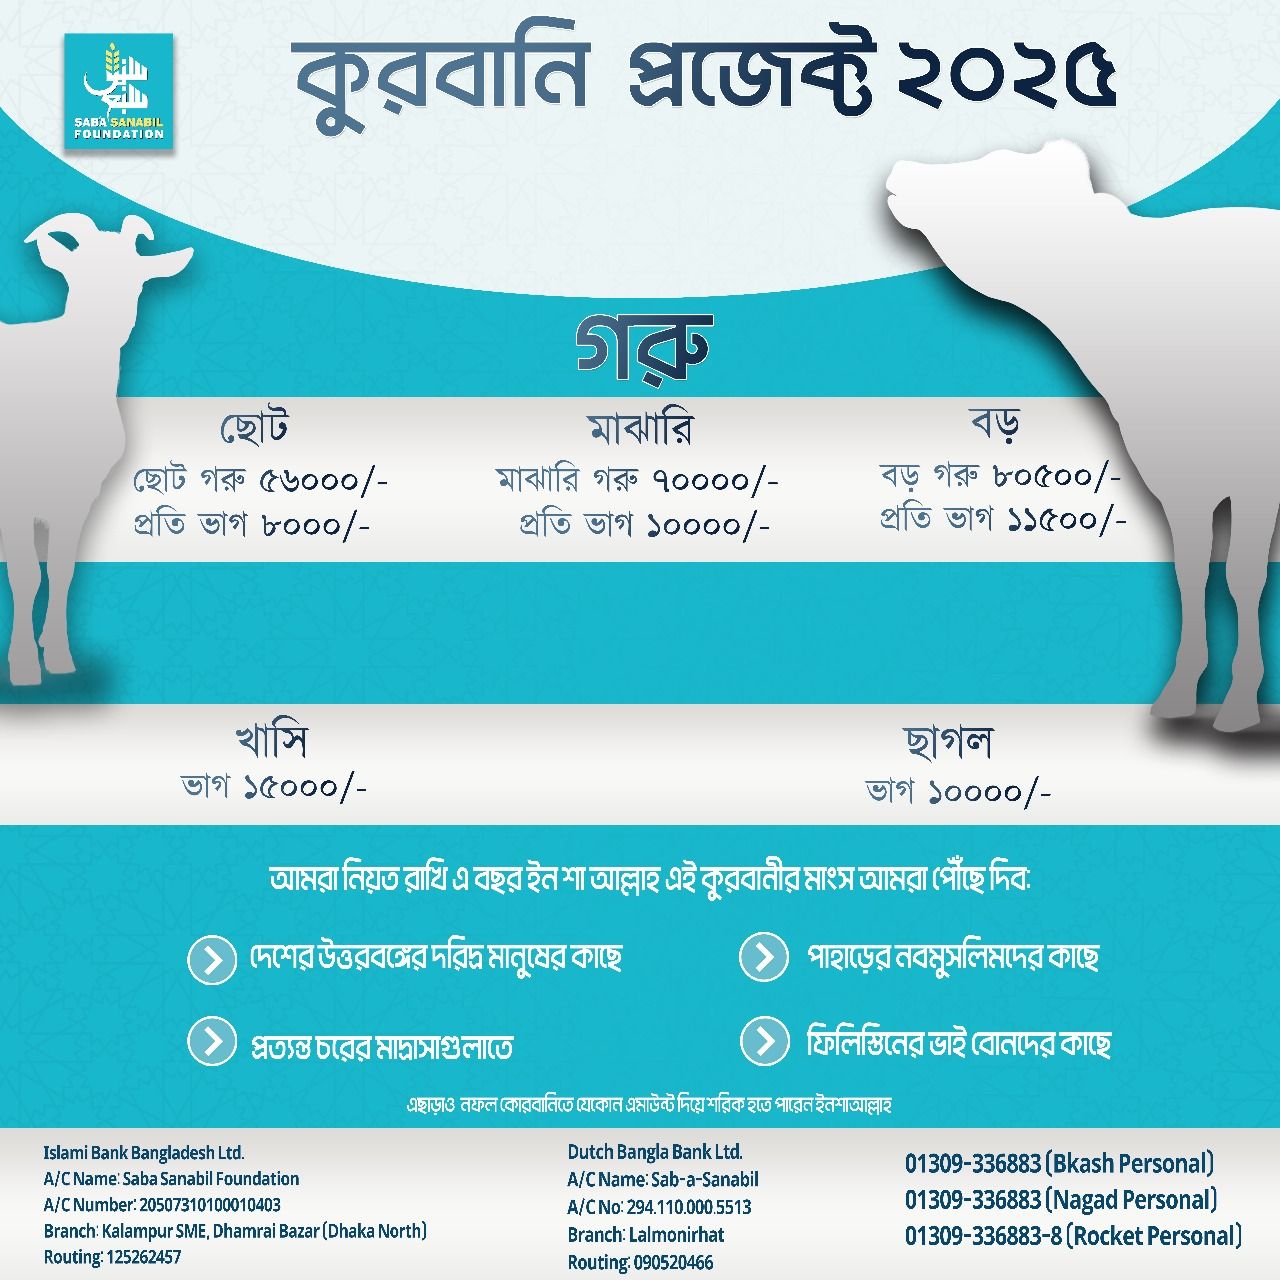 কুরবানি প্রজেক্ট ২০২৫
SABA SANABIL
FOUNDATION
গরু
ছোট
ছোট গরু ৫৬০০০/-
প্রতি ভাগ ৮০০০/-
মাঝারি
মাঝারি গরু ৭০০০০/-
প্রতি ভাগ ১০০০০/-
বড়
বড় গরু ৮০৫০০/-
প্রতি ভাগ ১১৫০০/-
খাসি
ভাগ ১৫০০০/-
ছাগল
ভাগ ১০০০০/-
আমরা নিয়ত রাখি এ বছর ইন শা আল্লাহ এই কুরবানীর মাংস আমরা পৌঁছে দিব:
দেশের উত্তরবঙ্গের দরিদ্র মানুষের কাছে
পাহাড়ের নবমুসলিমদের কাছে
প্রত্যন্ত চরের মাদ্রাসাগুলাতে
ফিলিস্তিনের ভাই বোনদের কাছে
এছাড়াও নফল কোরবানিতে যেকোন এমাউন্ট দিয়ে শরিক হতে পারেন ইনশাআল্লাহ
Islami Bank Bangladesh Ltd.
A/C Name: Saba Sanabil Foundation
A/C Number: 20507310100010403
Branch: Kalampur SME, Dhamrai Bazar (Dhaka North)
Routing: 125262457
Dutch Bangla Bank Ltd.
A/C Name: Sab-a-Sanabil
A/C No: 294.110.000.5513
Branch: Lalmonirhat
Routing: 090520466
01309-336883 (Bkash Personal)
01309-336883 (Nagad Personal)
01309-336883-8 (Rocket Personal)